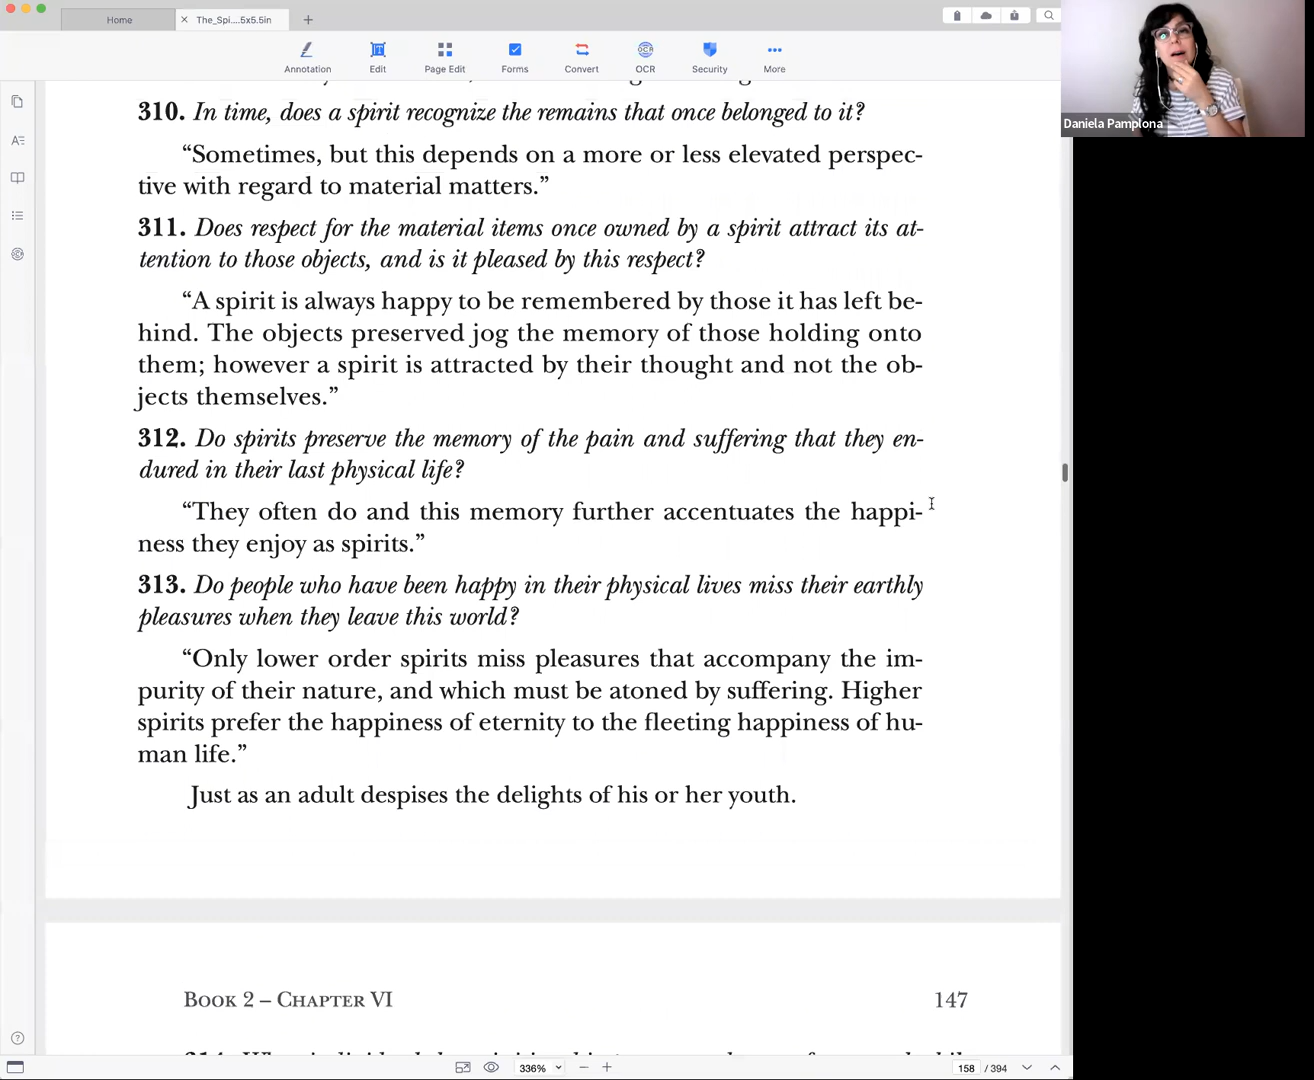 Home
The_Spi....5x5.5in
Annotation
Edit
Page Edit
Forms
Convert
OCR
OCR
Security
More
Daniela Pamplona
310. In time, does a spirit recognize the remains that once belonged to it?
“Sometimes, but this depends on a more or less elevated perspec-
tive with regard to material matters.”
311. Does respect for the material items once owned by a spirit attract its at-
tention to those objects, and is it pleased by this respect?
“A spirit is always happy to be remembered by those it has left be-
hind. The objects preserved jog the memory of those holding onto
them; however a spirit is attracted by their thought and not the ob-
jects themselves.”
312. Do spirits preserve the memory of the pain and suffering that they en-
dured in their last physical life?
“They often do and this memory further accentuates the happi-
ness they enjoy as spirits.”
313. Do people who have been happy in their physical lives miss their earthly
pleasures when they leave this world?
“Only lower order spirits miss pleasures that accompany the im-
purity of their nature, and which must be atoned by suffering. Higher
spirits prefer the happiness of eternity to the fleeting happiness of hu-
man life.”
Just as an adult despises the delights of his or her youth.
Book 2 – Chapter VI
147
336%
158 / 394